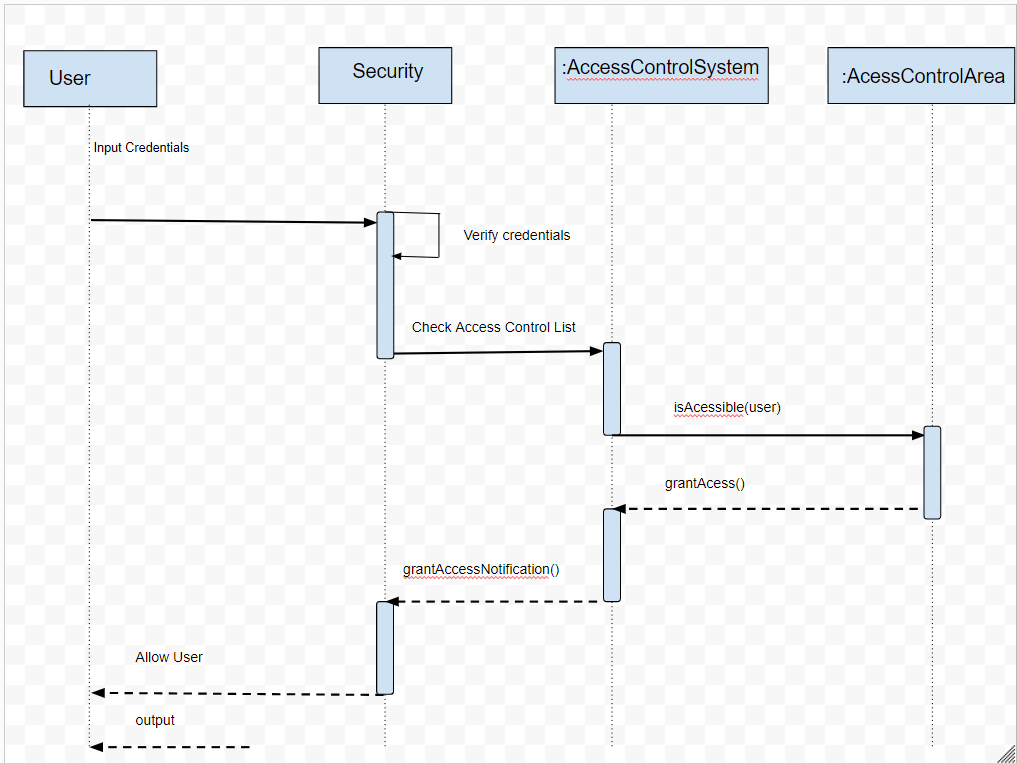 User
Security
:AccessControlSystem
:AcessControlArea
Input Credentials
Verify credentials
Check Access Control List
isAcessible(user)
grantAcess()
grantAccessNotification()
Allow User
output